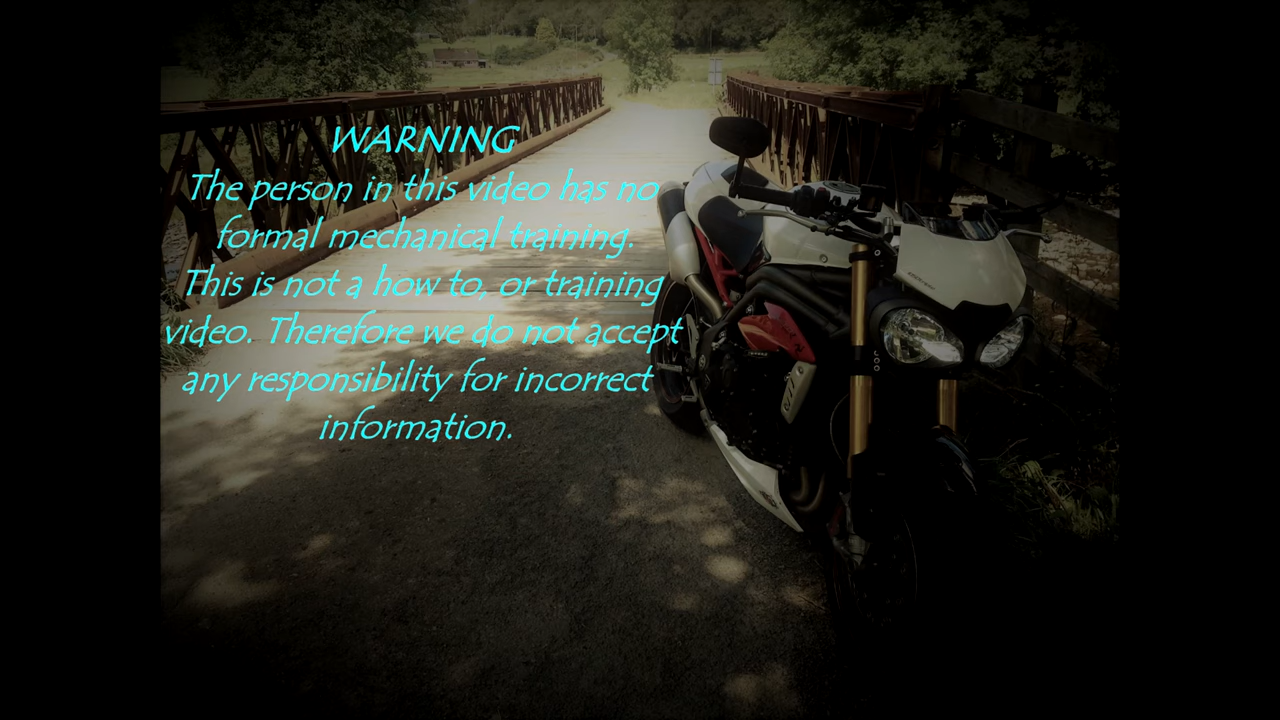 WARNING
The person in this video has no
formal mechanical training.
This is not a how to, or training
video. Therefore we do not accept
any responsibility for incorrect
information.